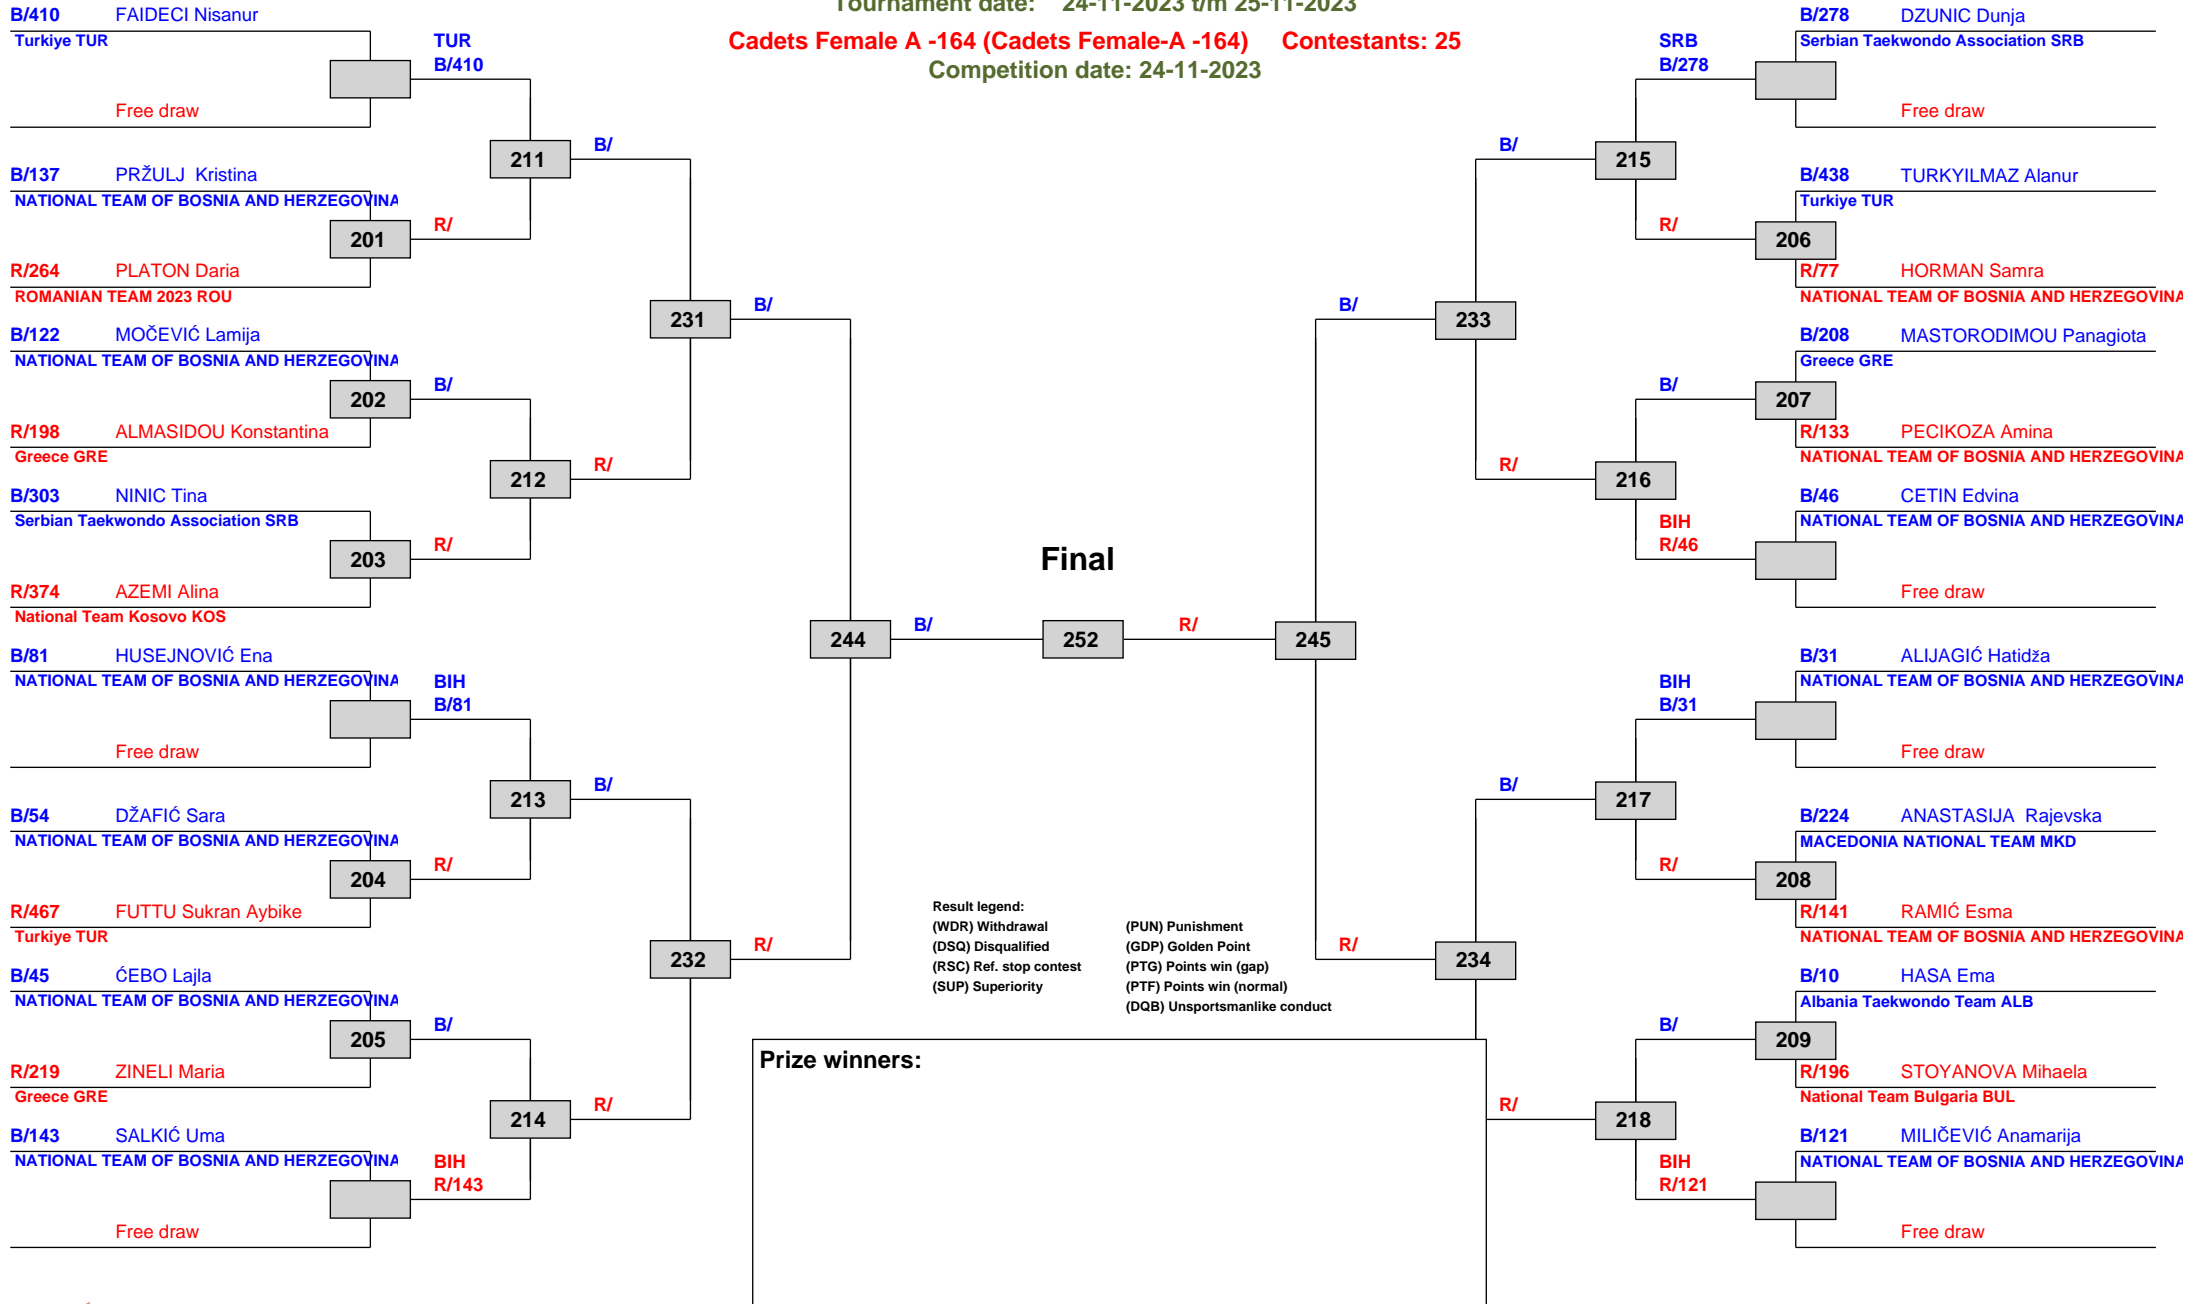 Tournament date: 24-11-2023 t/m 25-11-2023
Cadets Female A -164 (Cadets Female-A -164) Contestants: 25
Competition date: 24-11-2023
B/410 FAIDECI Nisanur
Turkiye TUR
Free draw
TUR
B/410
B/137 PRŽULJ Kristina
NATIONAL TEAM OF BOSNIA AND HERZEGOVINA
201
R/
R/264 PLATON Daria
ROMANIAN TEAM 2023 ROU
211
B/
B/122 MOČEVIĆ Lamija
NATIONAL TEAM OF BOSNIA AND HERZEGOVINA
202
B/
R/198 ALMASIDOU Konstantina
Greece GRE
212
R/
B/303 NINIC Tina
Serbian Taekwondo Association SRB
203
R/
R/374 AZEMI Alina
National Team Kosovo KOS
231
B/
B/81 HUSEJNOVIĆ Ena
NATIONAL TEAM OF BOSNIA AND HERZEGOVINA
BIH
B/81
Free draw
213
B/
B/54 DŽAFIĆ Sara
NATIONAL TEAM OF BOSNIA AND HERZEGOVINA
204
R/
R/467 FUTTU Sukran Aybike
Turkiye TUR
232
R/
B/45 ĆEBO Lajla
NATIONAL TEAM OF BOSNIA AND HERZEGOVINA
205
B/
R/219 ZINELI Maria
Greece GRE
214
R/
B/143 SALKIĆ Uma
NATIONAL TEAM OF BOSNIA AND HERZEGOVINA
BIH
R/143
Free draw
Final
244
B/
252
R/
245
B/278 DZUNIC Dunja
Serbian Taekwondo Association SRB
SRB
B/278
Free draw
B/
215
B/438 TURKYILMAZ Alanur
Turkiye TUR
R/
206
R/77 HORMAN Samra
NATIONAL TEAM OF BOSNIA AND HERZEGOVINA
B/
233
B/208 MASTORODIMOU Panagiota
Greece GRE
B/
207
R/133 PECIKOZA Amina
NATIONAL TEAM OF BOSNIA AND HERZEGOVINA
R/
216
B/46 CETIN Edvina
NATIONAL TEAM OF BOSNIA AND HERZEGOVINA
BIH
R/46
Free draw
B/31 ALIJAGIĆ Hatidža
NATIONAL TEAM OF BOSNIA AND HERZEGOVINA
BIH
B/31
Free draw
B/
217
B/224 ANASTASIJA Rajevska
MACEDONIA NATIONAL TEAM MKD
R/
208
R/141 RAMIĆ Esma
NATIONAL TEAM OF BOSNIA AND HERZEGOVINA
R/
234
B/10 HASA Ema
Albania Taekwondo Team ALB
B/
209
R/196 STOYANOVA Mihaela
National Team Bulgaria BUL
R/
218
B/121 MILIČEVIĆ Anamarija
NATIONAL TEAM OF BOSNIA AND HERZEGOVINA
BIH
R/121
Free draw
Result legend:
(WDR) Withdrawal (PUN) Punishment
(DSQ) Disqualified (GDP) Golden Point
(RSC) Ref. stop contest (PTG) Points win (gap)
(SUP) Superiority (PTF) Points win (normal)
(DQB) Unsportsmanlike conduct
Prize winners: